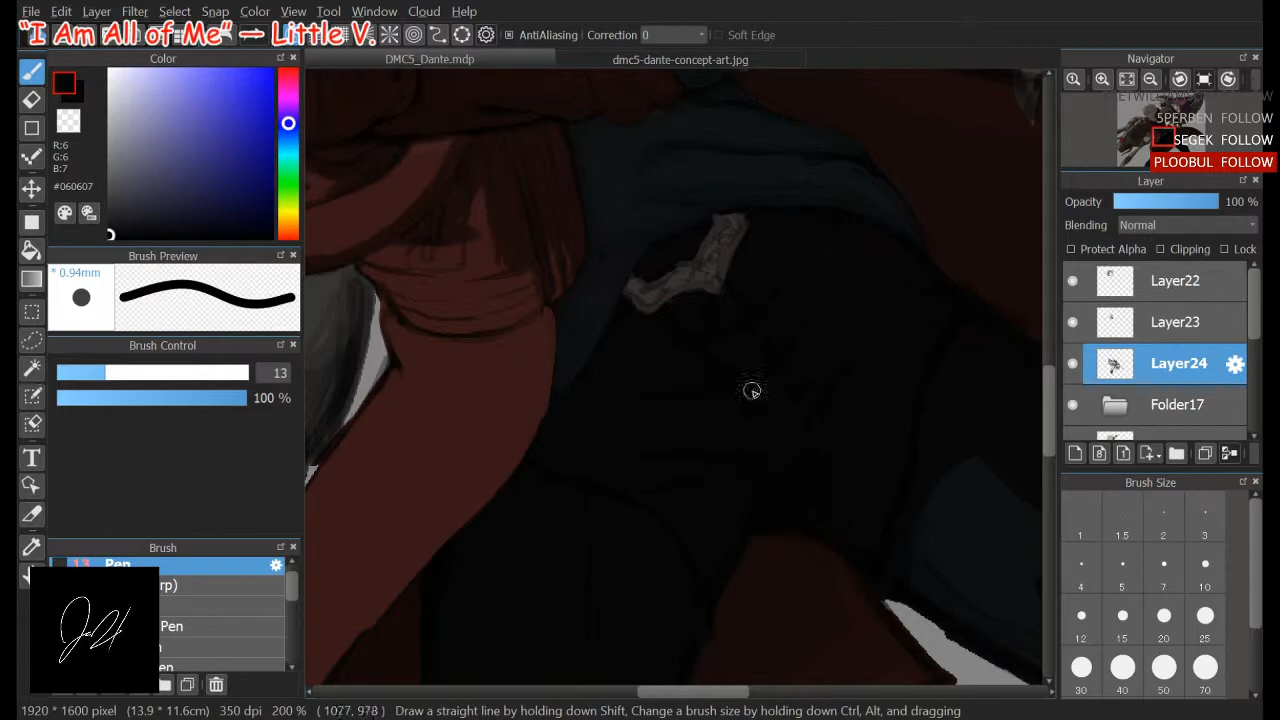 File Edit Layer Filter Select Snap Color View Tool Window Cloud Help
"I Am All of Me" — Little V.
AntiAliasing Correction 0 Soft Edge
Color
DMC5_Dante.mdp
dmc5-dante-concept-art.jpg
Navigator
5PERBEN FOLLOW
SEGEK FOLLOW
PLOOBUL FOLLOW
R:6
G:6
B:7
#060607
Layer
Opacity 100 %
Blending Normal
Protect Alpha Clipping Lock
Brush Preview
* 0.94mm
Layer22
Layer23
Layer24
Folder17
Brush Control
13
100 %
Brush Size
1 1.5 2 3
4 5 7 10
12 15 20 25
30 40 50 70
Brush
13 Pen
rp)
Pen
en
1920 * 1600 pixel (13.9 * 11.6cm) 350 dpi 200 % ( 1077, 978 ) Draw a straight line by holding down Shift, Change a brush size by holding down Ctrl, Alt, and dragging